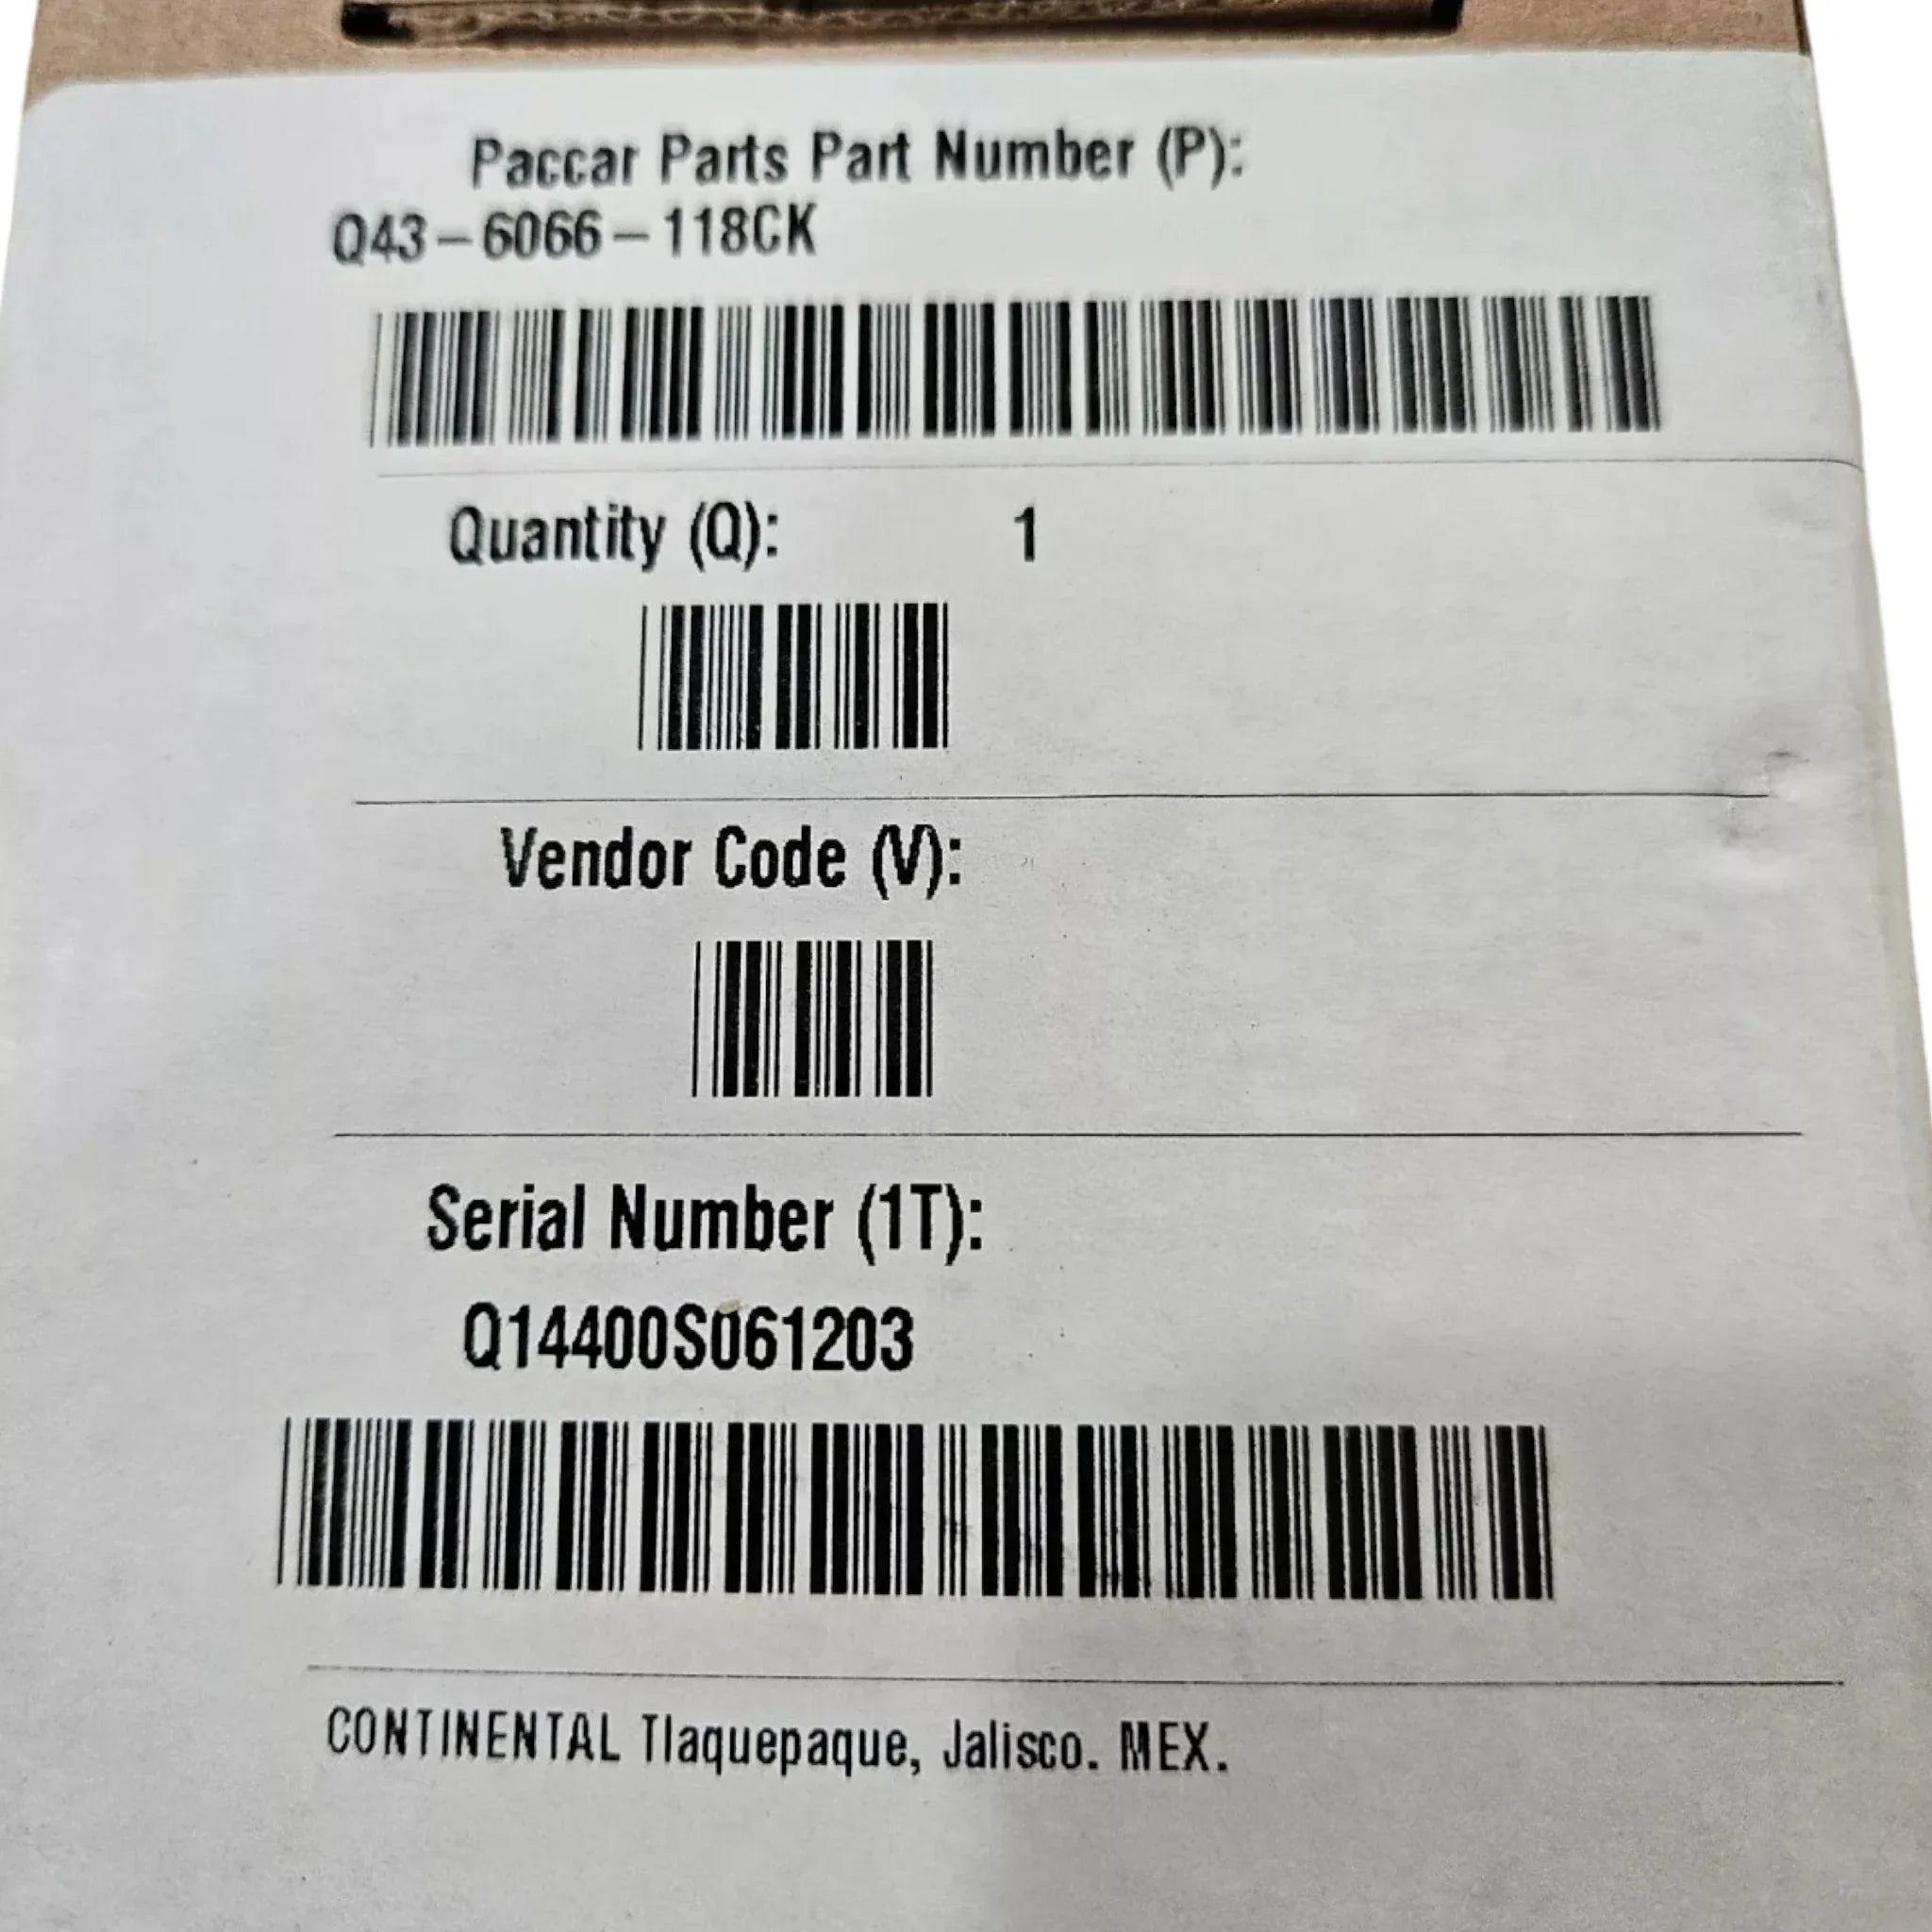 Paccar Parts Part Number (P):
Q43-6066-118CK
Quantity (Q): 1
Vendor Code (V):
Serial Number (1T):
Q14400S061203
CONTINENTAL Tlaquepaque, Jalisco. MEX.